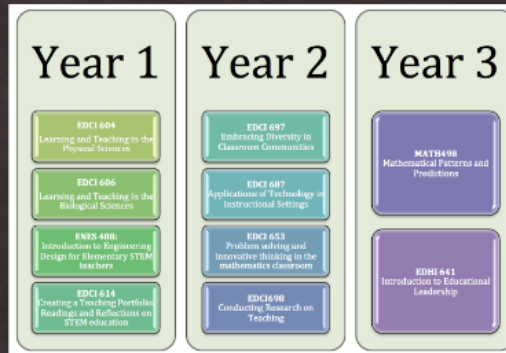 Year 1
EDCI 604
Learning and Teaching in the
Physical Sciences
EDCI 606
Learning and Teaching in the
Biological Sciences
ENES 488:
Introduction to Engineering
Design for Elementary STEM
teachers
EDCI 614
Creating a Teaching Portfolio:
Readings and Reflections on
STEM education
Year 2
EDCI 697
Embracing Diversity in
Classroom Communities
EDCI 687
Applications of Technology in
Instructional Settings
EDCI 653
Problem solving and
innovative thinking in the
mathematics classroom
EDCI698
Conducting Research on
Teaching
Year 3
MATH498
Mathematical Patterns and
Predictions
EDHI 641
Introduction to Educational
Leadership